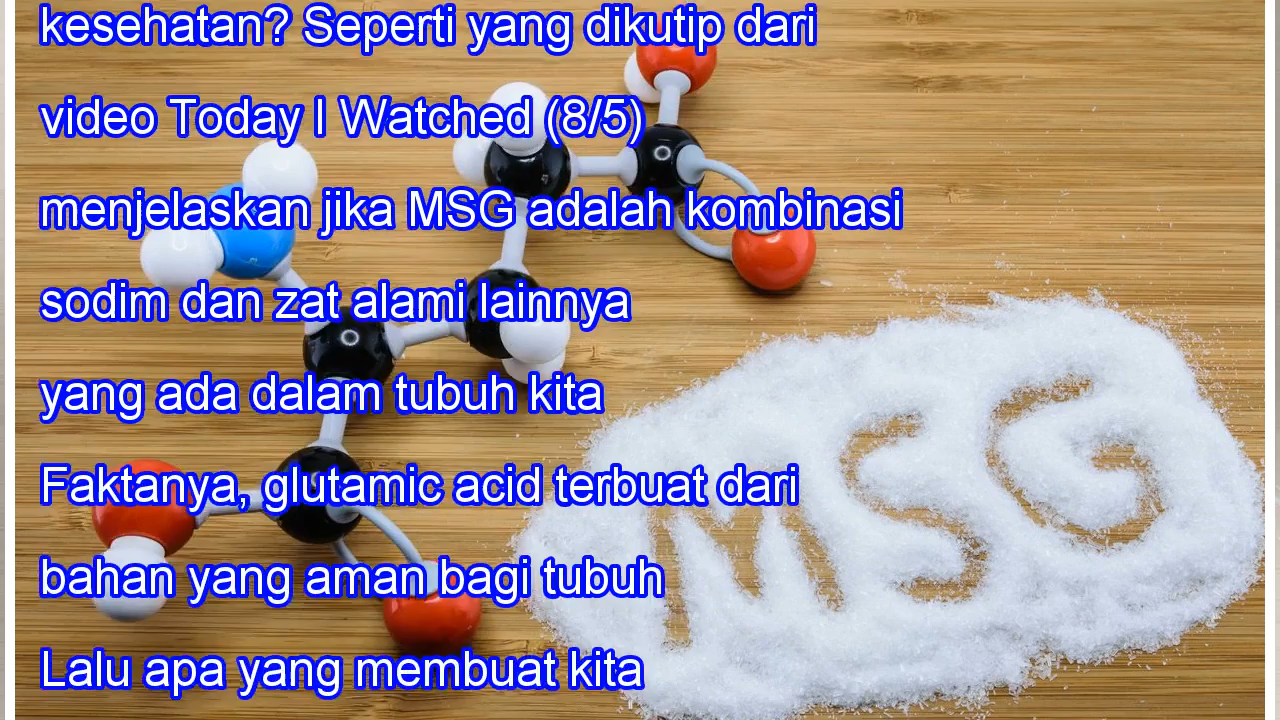 kesehatan? Seperti yang dikutip dari
video Today I Watched (8/5)
menjelaskan jika MSG adalah kombinasi
sodim dan zat alami lainnya
yang ada dalam tubuh kita
Faktanya, glutamic acid terbuat dari
bahan yang aman bagi tubuh
Lalu apa yang membuat kita
MSG